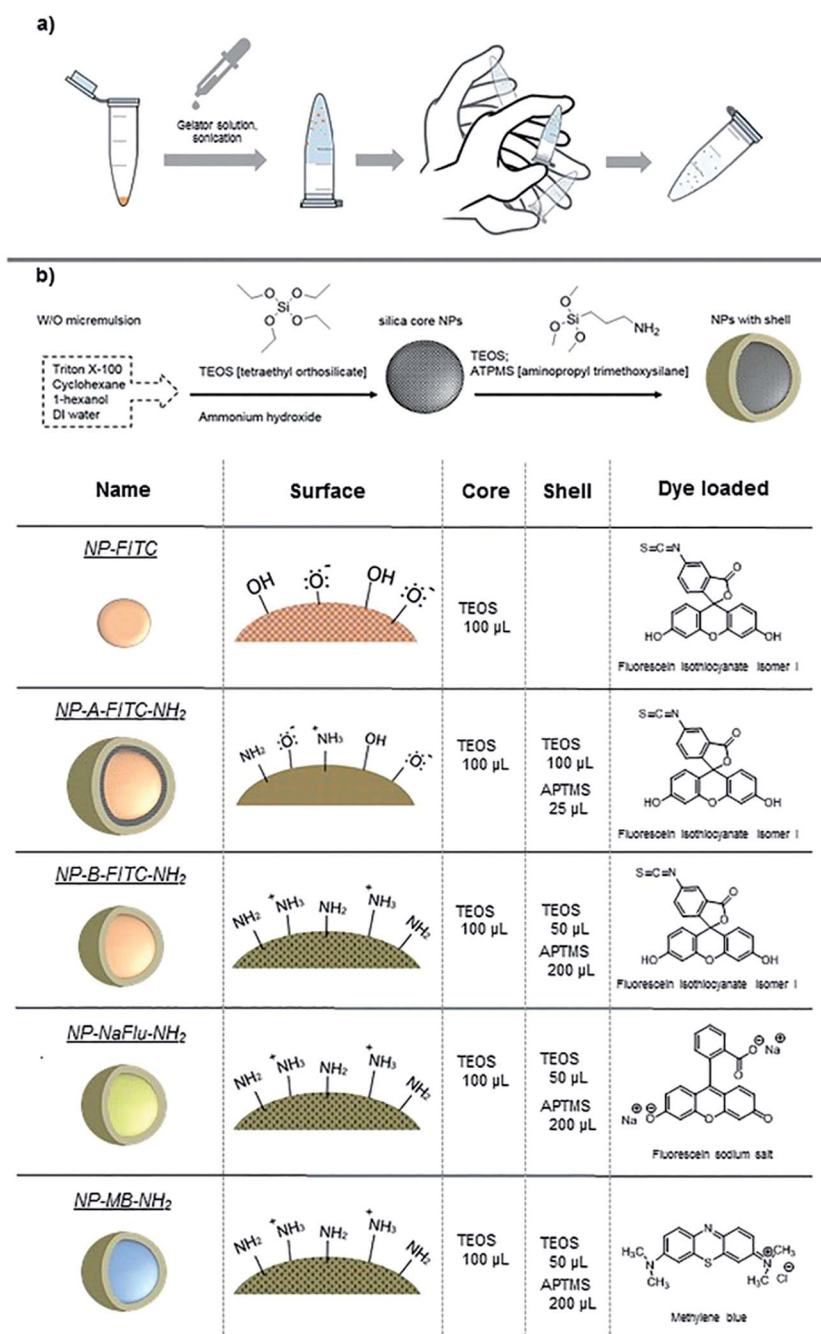 a)
Gelator solution,
sonication
b)
W/O micremulsion
Triton X-100
Cyclohexane
1-hexanol
DI water
TEOS [tetraethyl orthosilicate]
Ammonium hydroxide
silica core NPs
TEOS;
ATPMS [aminopropyl trimethoxysilane]
NPs with shell
O O Si O O
O Si O O NH₂
Name Surface Core Shell Dye loaded
NP-FITC
OH :Ö:⁻ OH :Ö:⁻
TEOS
100 µL
S=C=N O O HO O OH
Fluorescein Isothiocyanate Isomer I
NP-A-FITC-NH₂
NH₂ :Ö:⁻ ⁺NH₃ OH :Ö:⁻
TEOS
100 µL
TEOS
100 µL
APTMS
25 µL
S=C=N O O HO O OH
Fluorescein Isothiocyanate Isomer I
NP-B-FITC-NH₂
NH₂ ⁺NH₃ NH₂ ⁺NH₃ NH₂
TEOS
100 µL
TEOS
50 µL
APTMS
200 µL
S=C=N O O HO O OH
Fluorescein Isothiocyanate Isomer I
NP-NaFlu-NH₂
NH₂ ⁺NH₃ NH₂ ⁺NH₃ NH₂
TEOS
100 µL
TEOS
50 µL
APTMS
200 µL
O⊖ Na⊕ O Na⊕ ⊖O O O
Fluorescein sodium salt
NP-MB-NH₂
NH₂ ⁺NH₃ NH₂ ⁺NH₃ NH₂
TEOS
100 µL
TEOS
50 µL
APTMS
200 µL
H₃C N CH₃ N S N⊕ CH₃ CH₃ Cl⊖
Methylene blue